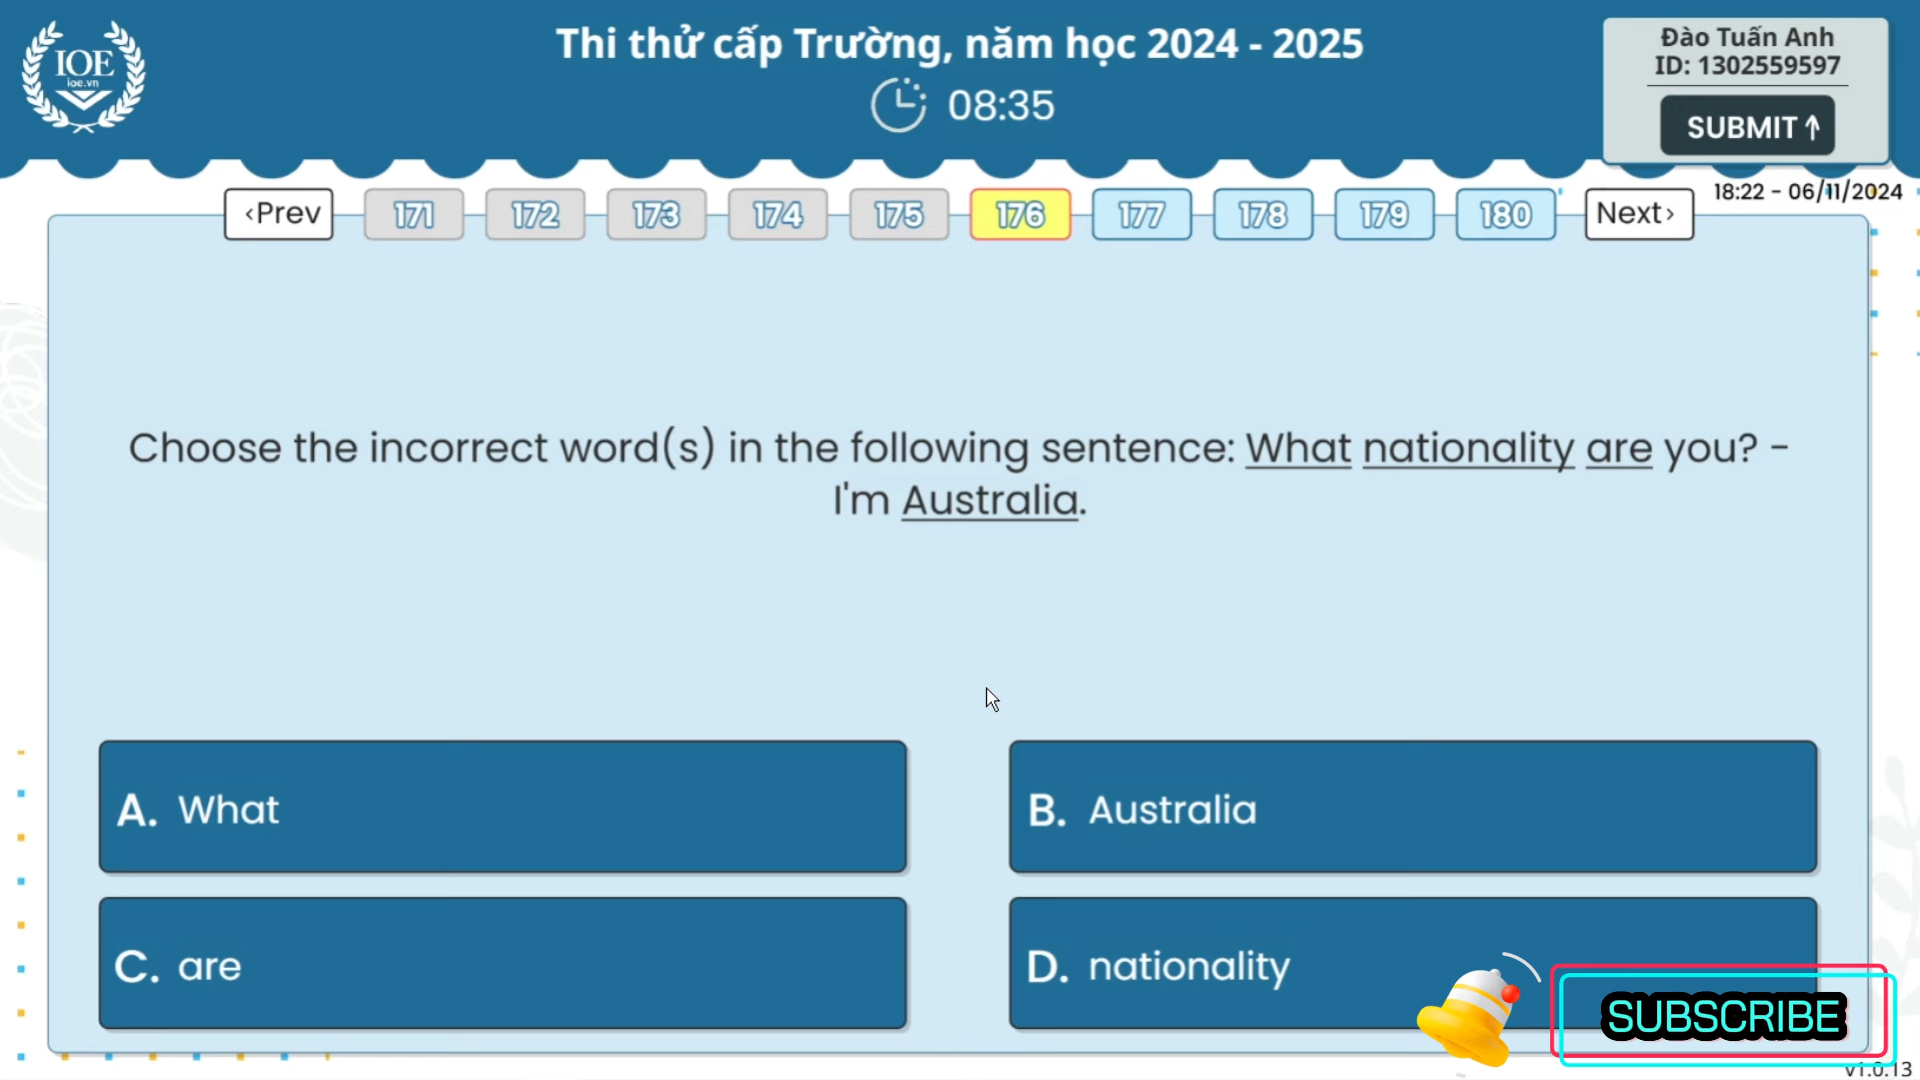 IOE
ioe.vn
Thi thử cấp Trường, năm học 2024 - 2025
08:35
Đào Tuấn Anh
ID: 1302559597
SUBMIT
18:22 - 06/11/2024
‹Prev 171 172 173 174 175 176 177 178 179 180 Next›
Choose the incorrect word(s) in the following sentence: What nationality are you? -
I'm Australia.
A. What
B. Australia
C. are
D. nationality
SUBSCRIBE
v1.0.13